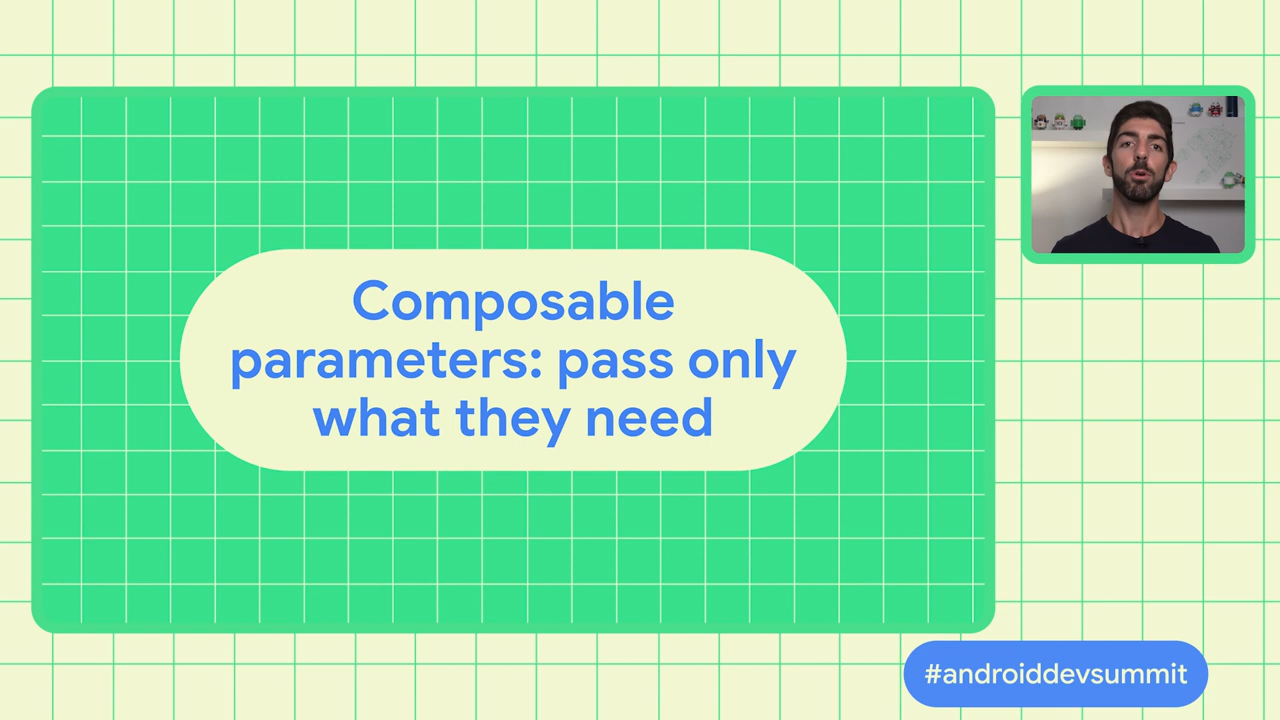 Composable
parameters: pass only
what they need
#androiddevsummit